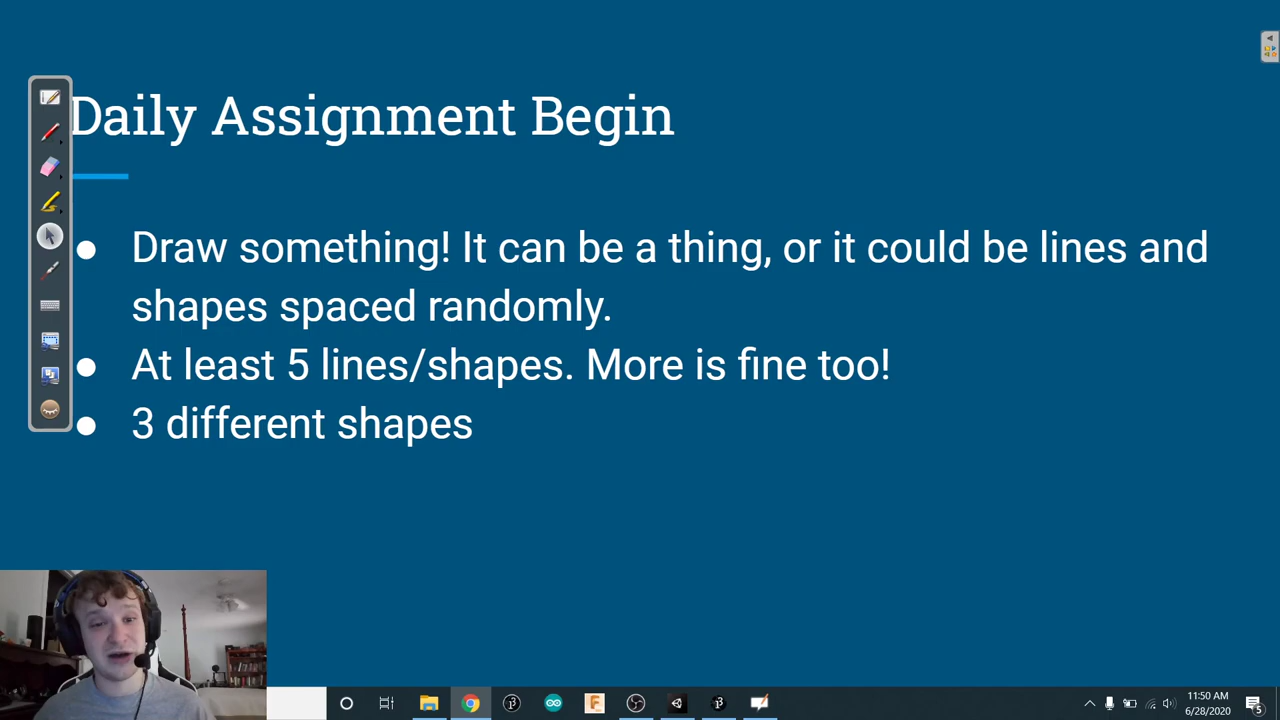 Daily Assignment Begin
● Draw something! It can be a thing, or it could be lines and
shapes spaced randomly.
● At least 5 lines/shapes. More is fine too!
● 3 different shapes
11:50 AM
6/28/2020
5